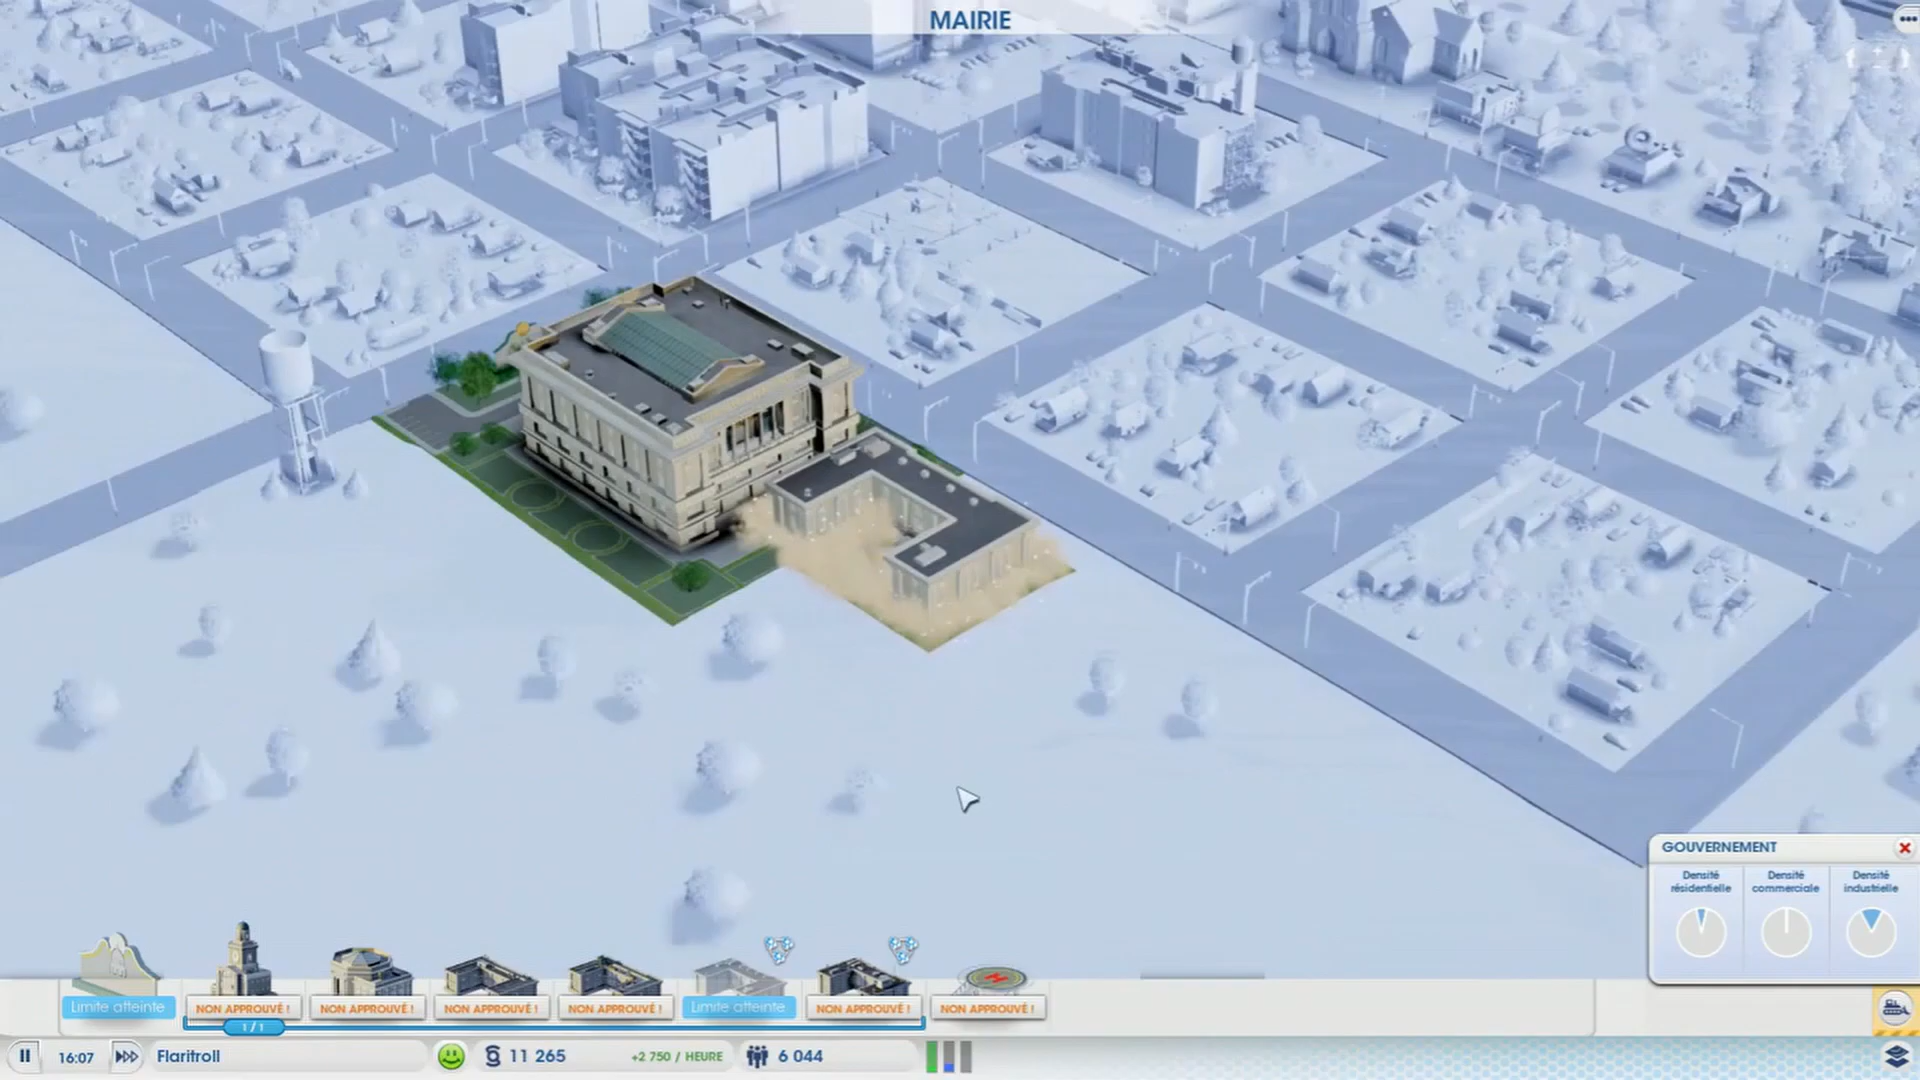 MAIRIE
GOUVERNEMENT
Densité résidentielle
Densité commerciale
Densité industrielle
Limite atteinte
NON APPROUVÉ !
NON APPROUVÉ !
NON APPROUVÉ !
NON APPROUVÉ !
Limite atteinte
NON APPROUVÉ !
NON APPROUVÉ !
1 / 1
16:07
Flaritroll
11 265
+2 750 / HEURE
6 044